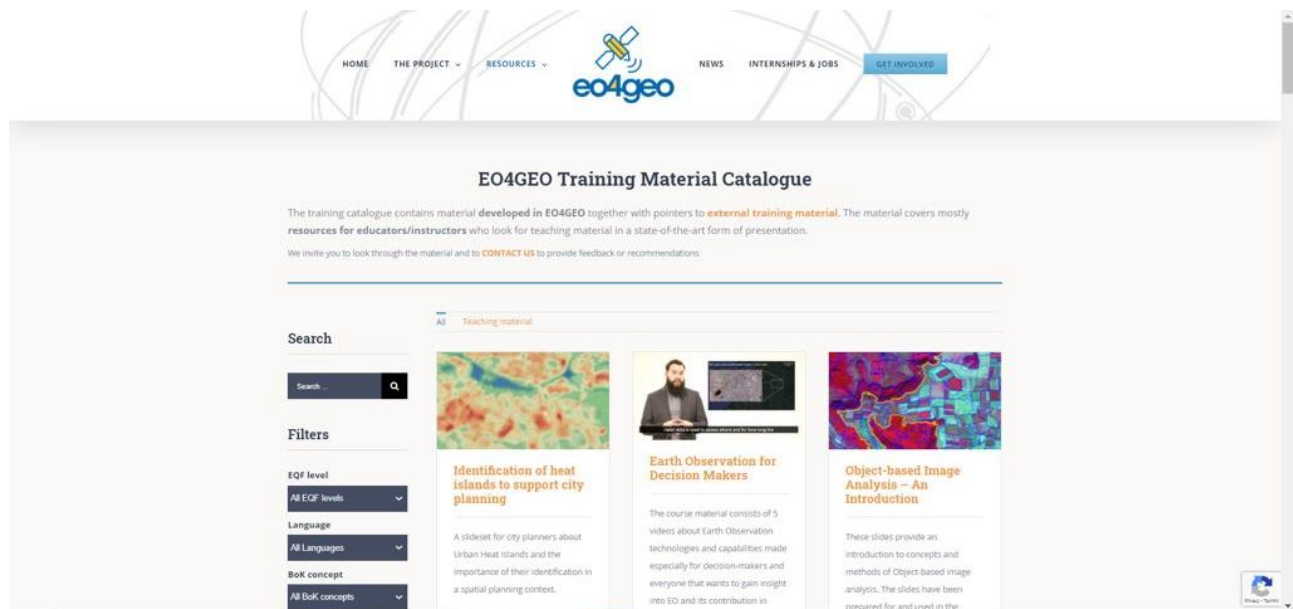 HOME THE PROJECT RESOURCES NEWS INTERNSHIPS & JOBS GET INVOLVED
eo4geo
EO4GEO Training Material Catalogue
The training catalogue contains material developed in EO4GEO together with pointers to external training material. The material covers mostly
resources for educators/instructors who look for teaching material in a state-of-the-art form of presentation.
We invite you to look through the material and to CONTACT US to provide feedback or recommendations
All Teaching material
Search
Search ...
Filters
EQF level
All EQF levels
Language
All Languages
BoK concept
All BoK concepts
Identification of heat
islands to support city
planning
A slideset for city planners about
Urban Heat Islands and the
importance of their identification in
a spatial planning context.
Earth Observation for
Decision Makers
The course material consists of 5
videos about Earth Observation
technologies and capabilities made
especially for decision-makers and
everyone that wants to gain insight
into EO and its contribution in
Object-based Image
Analysis – An
Introduction
These slides provide an
introduction to concepts and
methods of Object-based image
analysis. The slides have been
prepared for and used in the
Privacy - Terms